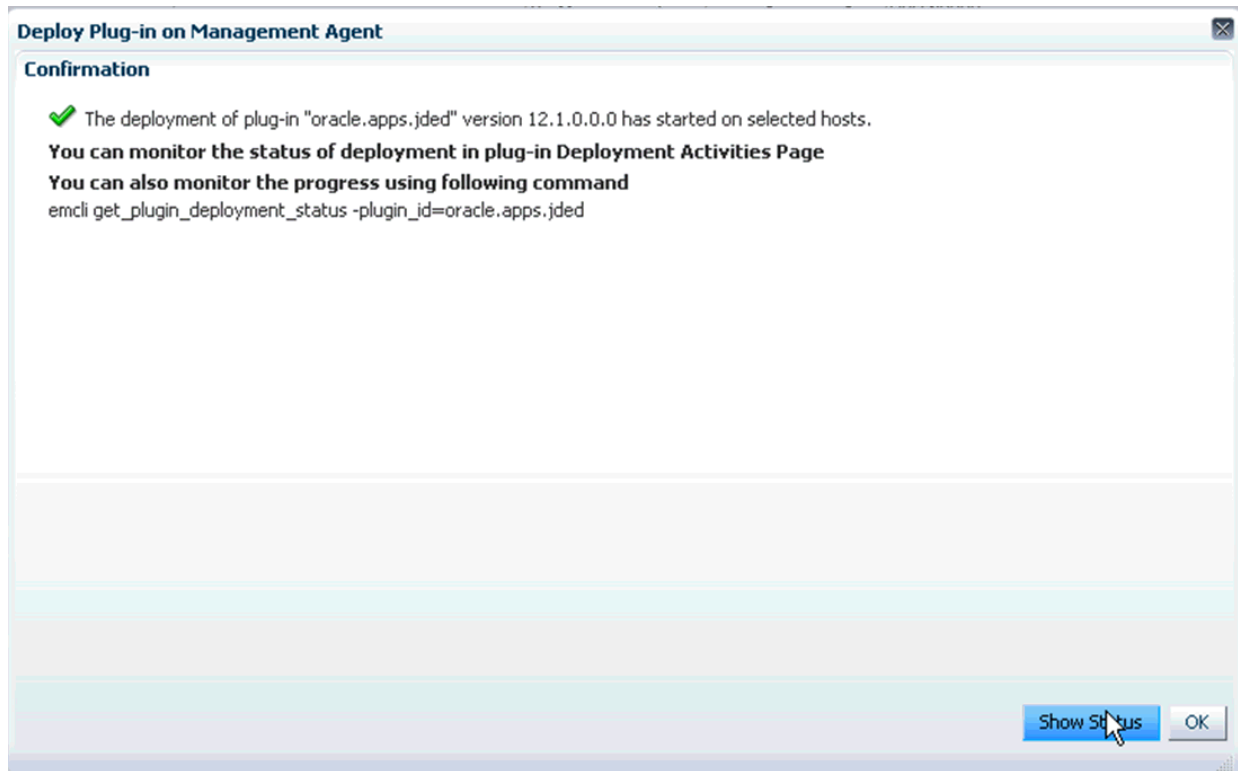 Deploy Plug-in on Management Agent
Confirmation
The deployment of plug-in "oracle.apps.jded" version 12.1.0.0.0 has started on selected hosts.
You can monitor the status of deployment in plug-in Deployment Activities Page
You can also monitor the progress using following command
emcli get_plugin_deployment_status -plugin_id=oracle.apps.jded
Show Status
OK